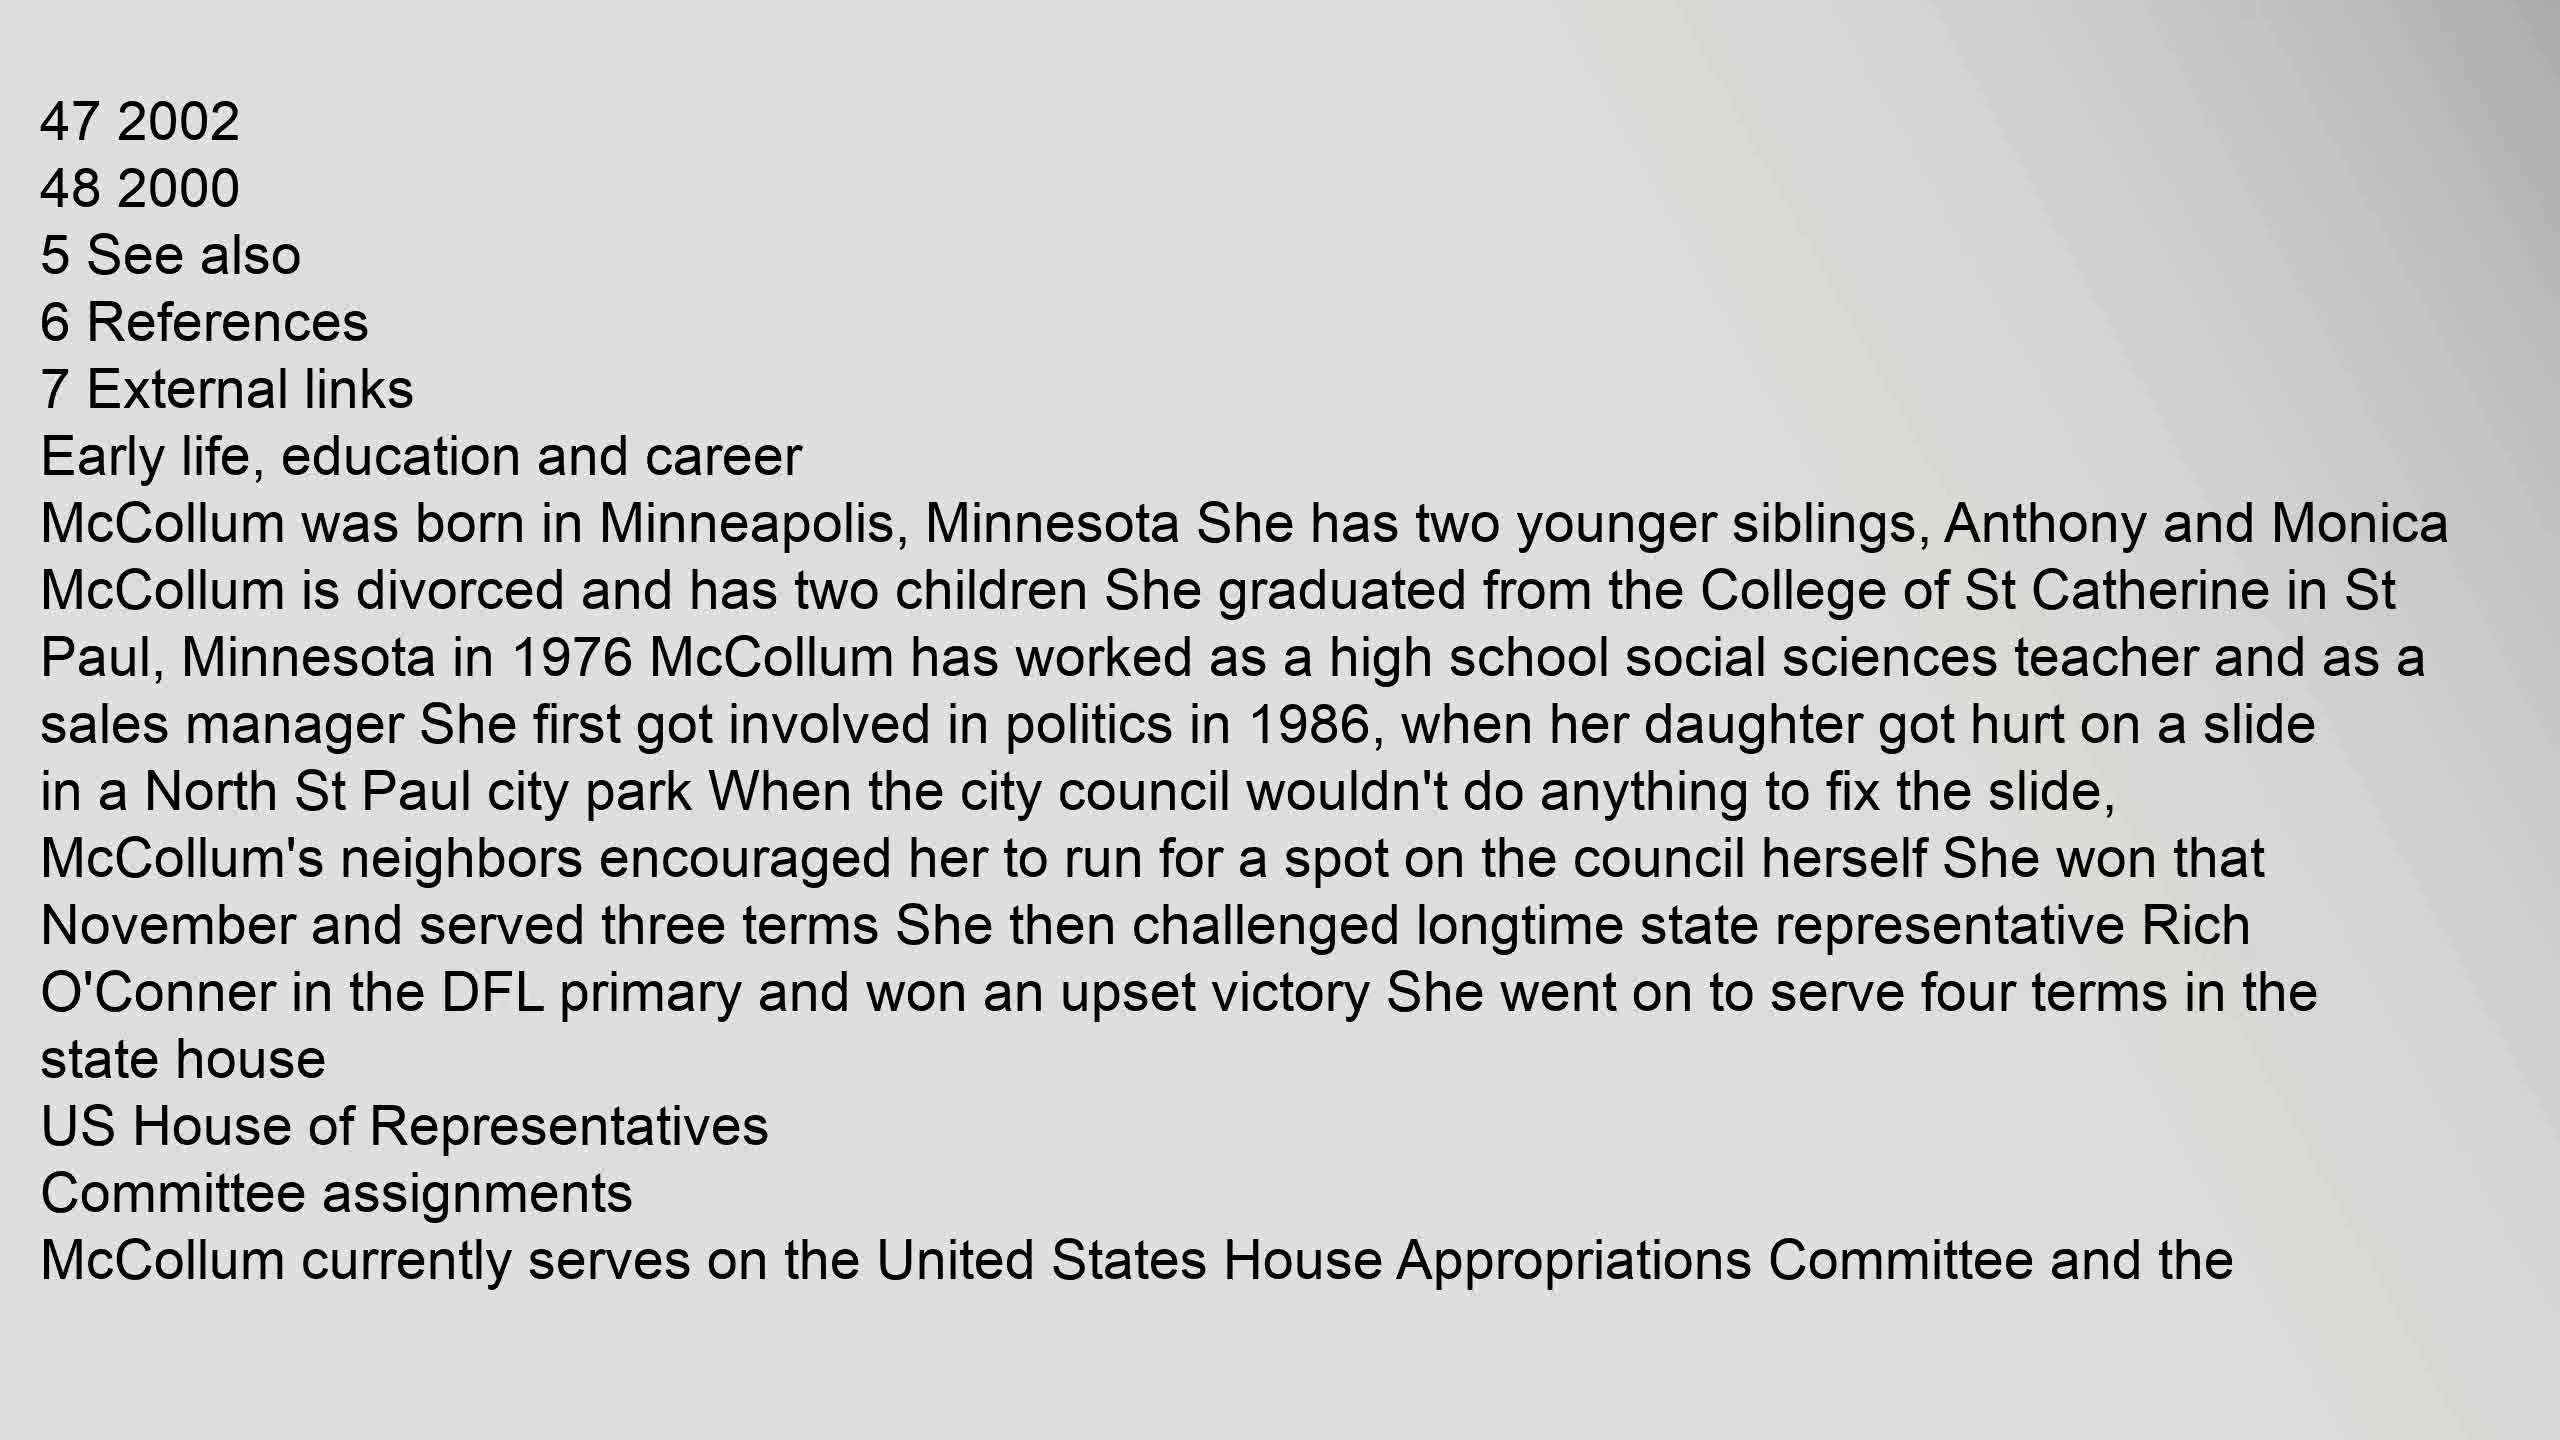 47 2002
48 2000
5 See also
6 References
7 External links
Early life, education and career
McCollum was born in Minneapolis, Minnesota She has two younger siblings, Anthony and Monica
McCollum is divorced and has two children She graduated from the College of St Catherine in St
Paul, Minnesota in 1976 McCollum has worked as a high school social sciences teacher and as a
sales manager She first got involved in politics in 1986, when her daughter got hurt on a slide
in a North St Paul city park When the city council wouldn't do anything to fix the slide,
McCollum's neighbors encouraged her to run for a spot on the council herself She won that
November and served three terms She then challenged longtime state representative Rich
O'Conner in the DFL primary and won an upset victory She went on to serve four terms in the
state house
US House of Representatives
Committee assignments
McCollum currently serves on the United States House Appropriations Committee and the